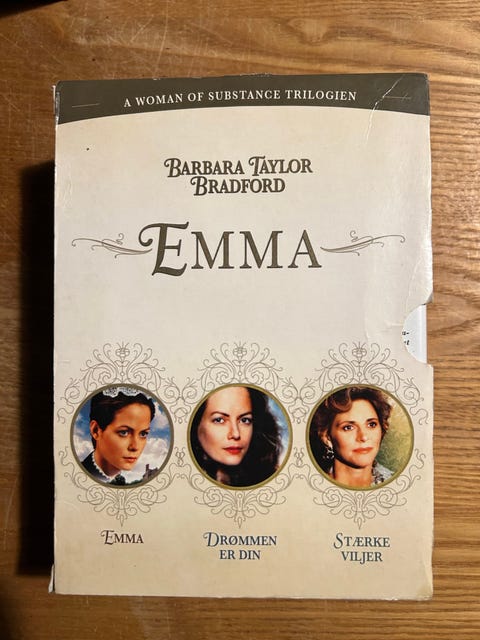 A WOMAN OF SUBSTANCE TRILOGIEN
BARBARA TAYLOR
BRADFORD
EMMA
EMMA
DRØMMEN
ER DIN
STÆRKE
VILJER